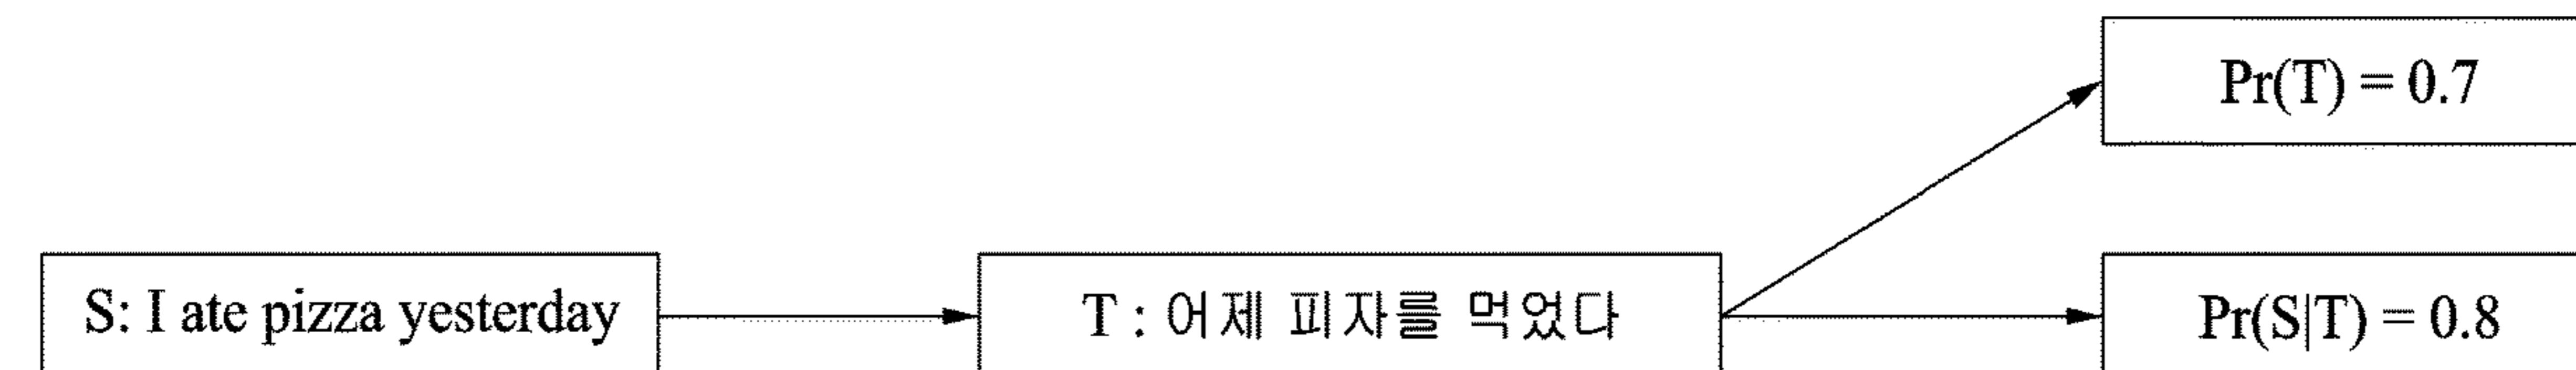 Pr(T) = 0.7
S: I ate pizza yesterday
T : 어제 피자를 먹었다
Pr(S|T) = 0.8